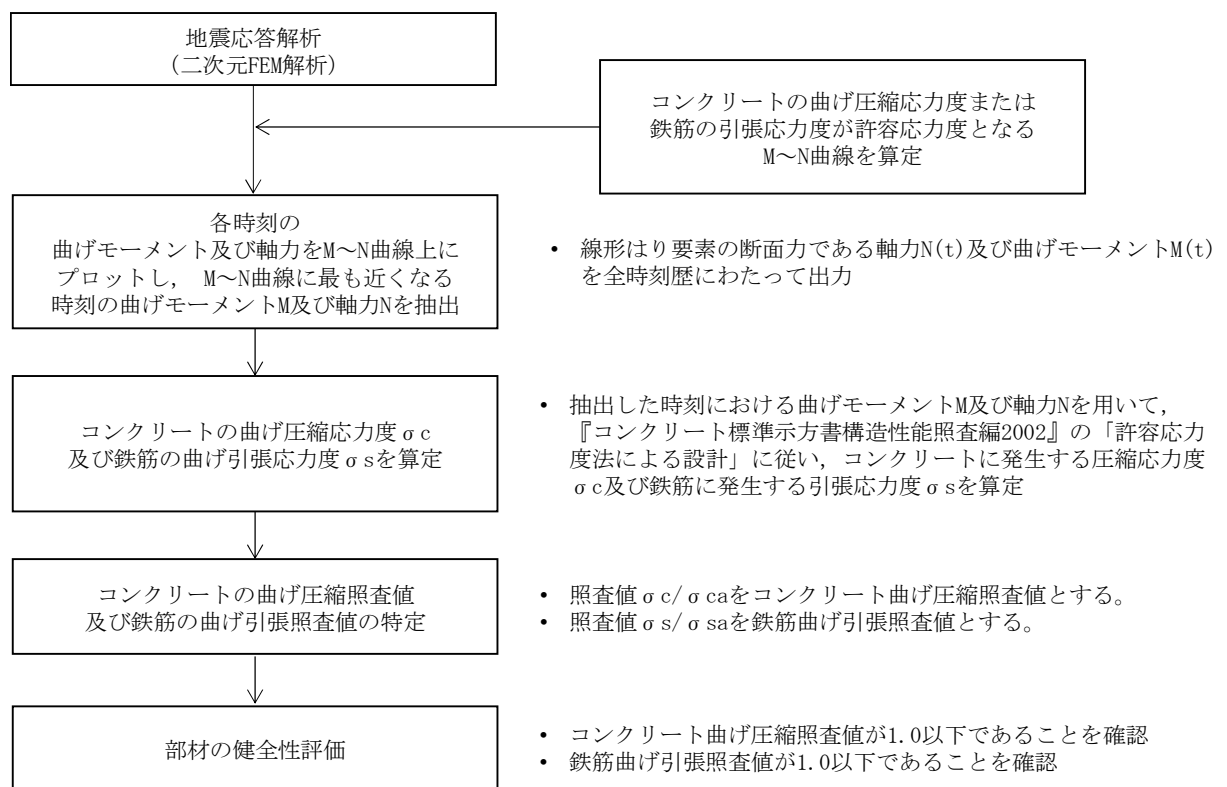 地震応答解析
(二次元FEM解析)
コンクリートの曲げ圧縮応力度または
鉄筋の引張応力度が許容応力度となる
M～N曲線を算定
各時刻の
曲げモーメント及び軸力をM～N曲線上に
プロットし， M～N曲線に最も近くなる
時刻の曲げモーメントM及び軸力Nを抽出
• 線形はり要素の断面力である軸力N(t)及び曲げモーメントM(t)
を全時刻歴にわたって出力
コンクリートの曲げ圧縮応力度σc
及び鉄筋の曲げ引張応力度σsを算定
• 抽出した時刻における曲げモーメントM及び軸力Nを用いて，
『コンクリート標準示方書構造性能照査編2002』の「許容応力
度法による設計」に従い，コンクリートに発生する圧縮応力度
σc及び鉄筋に発生する引張応力度σsを算定
コンクリートの曲げ圧縮照査値
及び鉄筋の曲げ引張照査値の特定
• 照査値σc/σcaをコンクリート曲げ圧縮照査値とする。
• 照査値σs/σsaを鉄筋曲げ引張照査値とする。
部材の健全性評価
• コンクリート曲げ圧縮照査値が1.0以下であることを確認
• 鉄筋曲げ引張照査値が1.0以下であることを確認